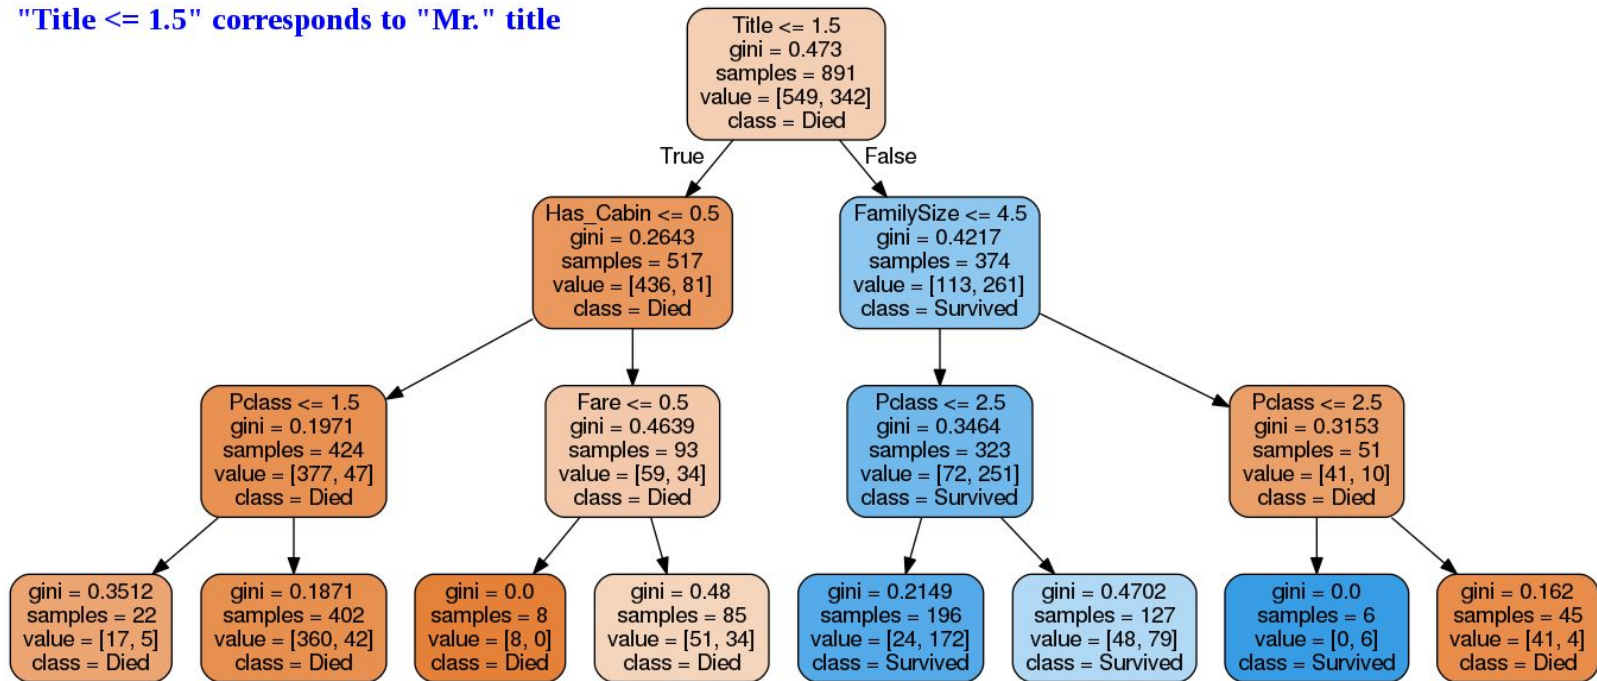 "Title <= 1.5" corresponds to "Mr." title
Title <= 1.5
gini = 0.473
samples = 891
value = [549, 342]
class = Died
True
False
Has_Cabin <= 0.5
gini = 0.2643
samples = 517
value = [436, 81]
class = Died
FamilySize <= 4.5
gini = 0.4217
samples = 374
value = [113, 261]
class = Survived
Pclass <= 1.5
gini = 0.1971
samples = 424
value = [377, 47]
class = Died
Fare <= 0.5
gini = 0.4639
samples = 93
value = [59, 34]
class = Died
Pclass <= 2.5
gini = 0.3464
samples = 323
value = [72, 251]
class = Survived
Pclass <= 2.5
gini = 0.3153
samples = 51
value = [41, 10]
class = Died
gini = 0.3512
samples = 22
value = [17, 5]
class = Died
gini = 0.1871
samples = 402
value = [360, 42]
class = Died
gini = 0.0
samples = 8
value = [8, 0]
class = Died
gini = 0.48
samples = 85
value = [51, 34]
class = Died
gini = 0.2149
samples = 196
value = [24, 172]
class = Survived
gini = 0.4702
samples = 127
value = [48, 79]
class = Survived
gini = 0.0
samples = 6
value = [0, 6]
class = Survived
gini = 0.162
samples = 45
value = [41, 4]
class = Died